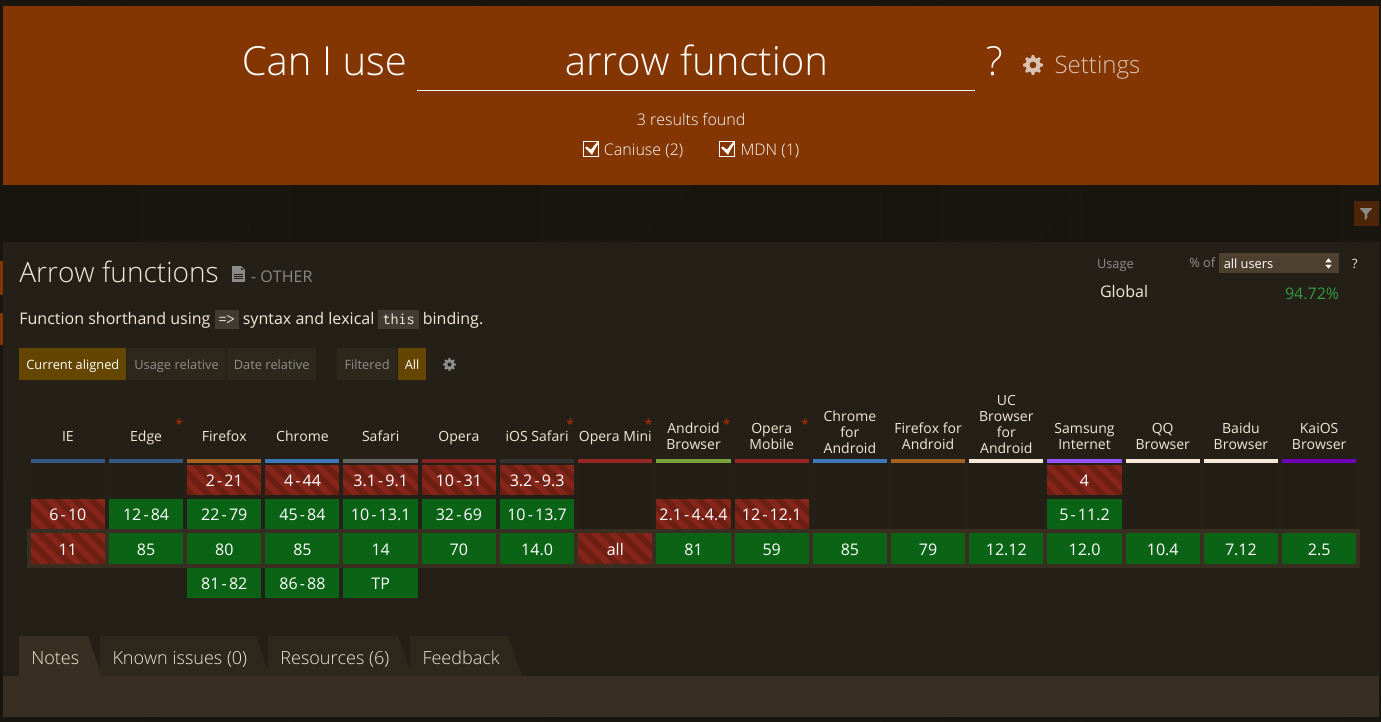 Can I use arrow function ? Settings
3 results found
Caniuse (2) MDN (1)
Arrow functions - OTHER
Usage % of all users ?
Global 94.72%
Function shorthand using => syntax and lexical this binding.
Current aligned Usage relative Date relative Filtered All
IE Edge * Firefox Chrome Safari Opera iOS Safari * Opera Mini * Android Browser * Opera Mobile * Chrome for Android Firefox for Android UC Browser for Android Samsung Internet QQ Browser Baidu Browser KaiOS Browser
2-21 4-44 3.1-9.1 10-31 3.2-9.3 4
6-10 12-84 22-79 45-84 10-13.1 32-69 10-13.7 2.1-4.4.4 12-12.1 5-11.2
11 85 80 85 14 70 14.0 all 81 59 85 79 12.12 12.0 10.4 7.12 2.5
81-82 86-88 TP
Notes Known issues (0) Resources (6) Feedback